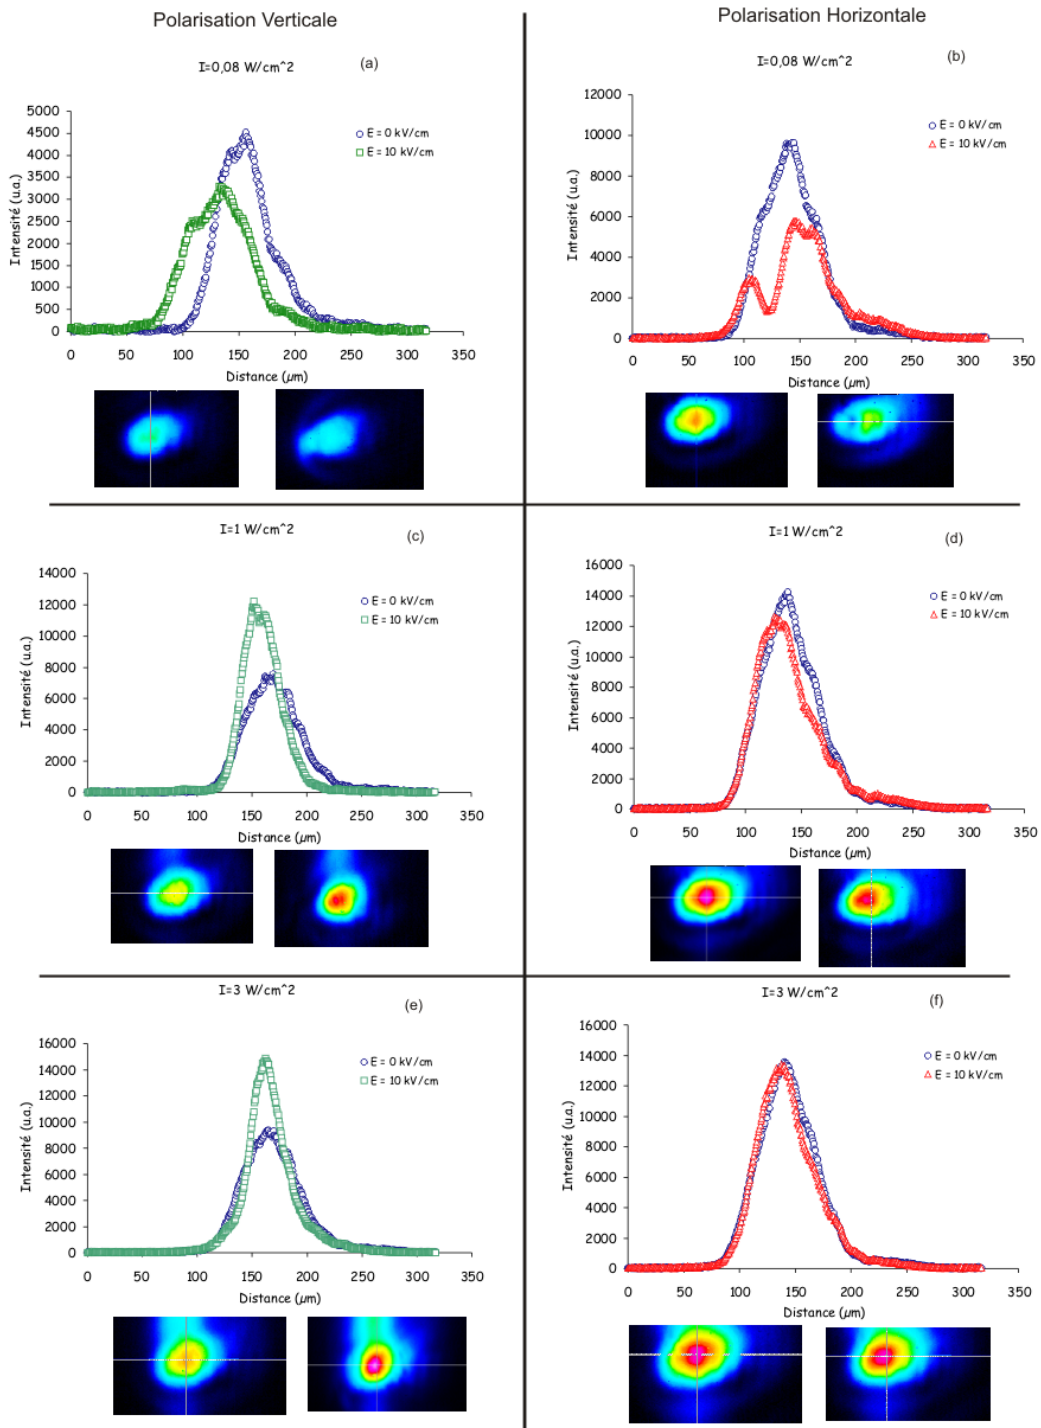 Polarisation Verticale
Polarisation Horizontale
I=0,08 W/cm^2
(a)
5000
4500
4000
3500
3000
2500
2000
1500
1000
500
0
Intensité (u.a.)
E = 0 kV/cm
E = 10 kV/cm
0 50 100 150 200 250 300 350
Distance (µm)
I=0,08 W/cm^2
(b)
12000
10000
8000
6000
4000
2000
0
Intensité (u.a.)
E = 0 kV/cm
E = 10 kV/cm
0 50 100 150 200 250 300 350
Distance (µm)
I=1 W/cm^2
(c)
14000
12000
10000
8000
6000
4000
2000
0
Intensité (u.a.)
E = 0 kV/cm
E = 10 kV/cm
0 50 100 150 200 250 300 350
Distance (µm)
I=1 W/cm^2
(d)
16000
14000
12000
10000
8000
6000
4000
2000
0
Intensité (u.a.)
E = 0 kV/cm
E = 10 kV/cm
0 50 100 150 200 250 300 350
Distance (µm)
I=3 W/cm^2
(e)
16000
14000
12000
10000
8000
6000
4000
2000
0
Intensité (u.a.)
E = 0 kV/cm
E = 10 kV/cm
0 50 100 150 200 250 300 350
Distance (µm)
I=3 W/cm^2
(f)
16000
14000
12000
10000
8000
6000
4000
2000
0
Intensité (u.a.)
E = 0 kV/cm
E = 10 kV/cm
0 50 100 150 200 250 300 350
Distance (µm)